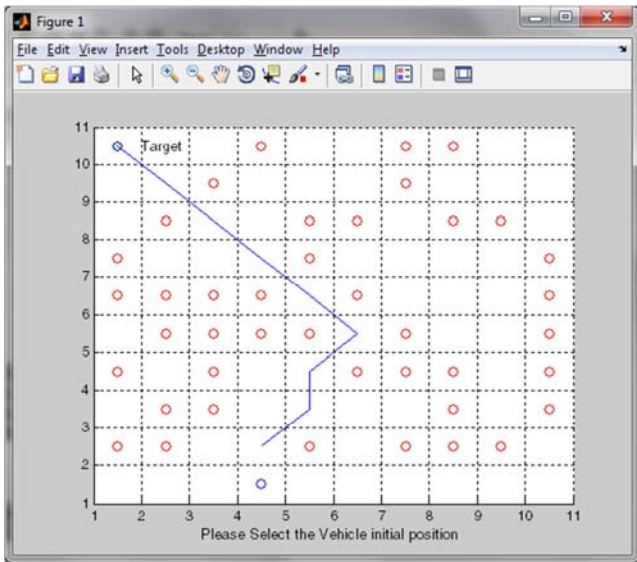 Figure 1
File Edit View Insert Tools Desktop Window Help
11
10
9
8
7
6
5
4
3
2
1
Target
1 2 3 4 5 6 7 8 9 10 11
Please Select the Vehicle initial position